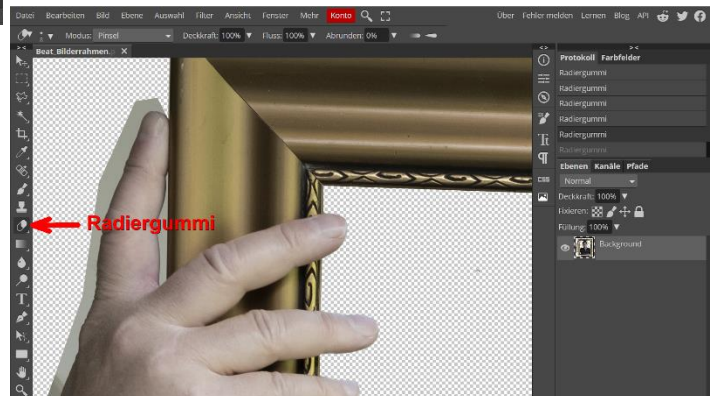 Datei Bearbeiten Bild Ebene Auswahl Filter Ansicht Fenster Mehr Konto Über Fehler melden Lernen Blog API
Modus: Pinsel Deckkraft: 100% Fluss: 100% Abrunden: 0%
Beat_Bilderrahmen.
Protokoll Farbfelder
Radiergummi
Radiergummi
Radiergummi
Radiergummi
Radiergummi
Radiergummi
Ebenen Kanäle Pfade
Normal
Deckkraft: 100%
Fixieren:
Füllung: 100%
Background
CSS
Radiergummi